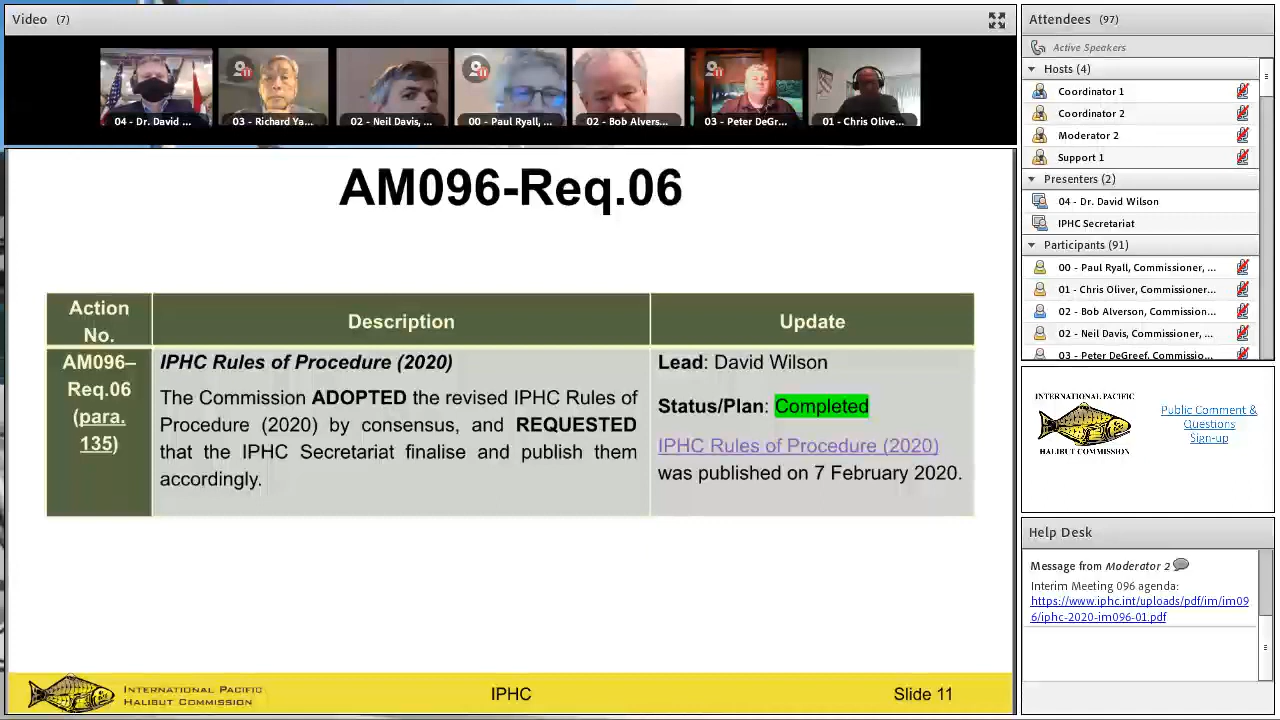 Video (7)
04 - Dr. David ...
03 - Richard Ya...
02 - Neil Davis, ...
00 - Paul Ryall, ...
02 - Bob Alvers...
03 - Peter DeGr...
01 - Chris Olive...
AM096-Req.06
Action No.
Description
Update
AM096–
Req.06
(para.
135)
IPHC Rules of Procedure (2020)
The Commission ADOPTED the revised IPHC Rules of
Procedure (2020) by consensus, and REQUESTED
that the IPHC Secretariat finalise and publish them
accordingly.
Lead: David Wilson
Status/Plan: Completed
IPHC Rules of Procedure (2020)
was published on 7 February 2020.
INTERNATIONAL PACIFIC
HALIBUT COMMISSION
IPHC
Slide 11
Attendees (97)
Active Speakers
Hosts (4)
Coordinator 1
Coordinator 2
Moderator 2
Support 1
Presenters (2)
04 - Dr. David Wilson
IPHC Secretariat
Participants (91)
00 - Paul Ryall, Commissioner, ...
01 - Chris Oliver, Commissioner...
02 - Bob Alverson, Commission...
02 - Neil Davis, Commissioner, ...
03 - Peter DeGreef, Commissio...
INTERNATIONAL PACIFIC
HALIBUT COMMISSION
Public Comment &
Questions
Sign-up
Help Desk
Message from Moderator 2
Interim Meeting 096 agenda:
https://www.iphc.int/uploads/pdf/im/im09
6/iphc-2020-im096-01.pdf